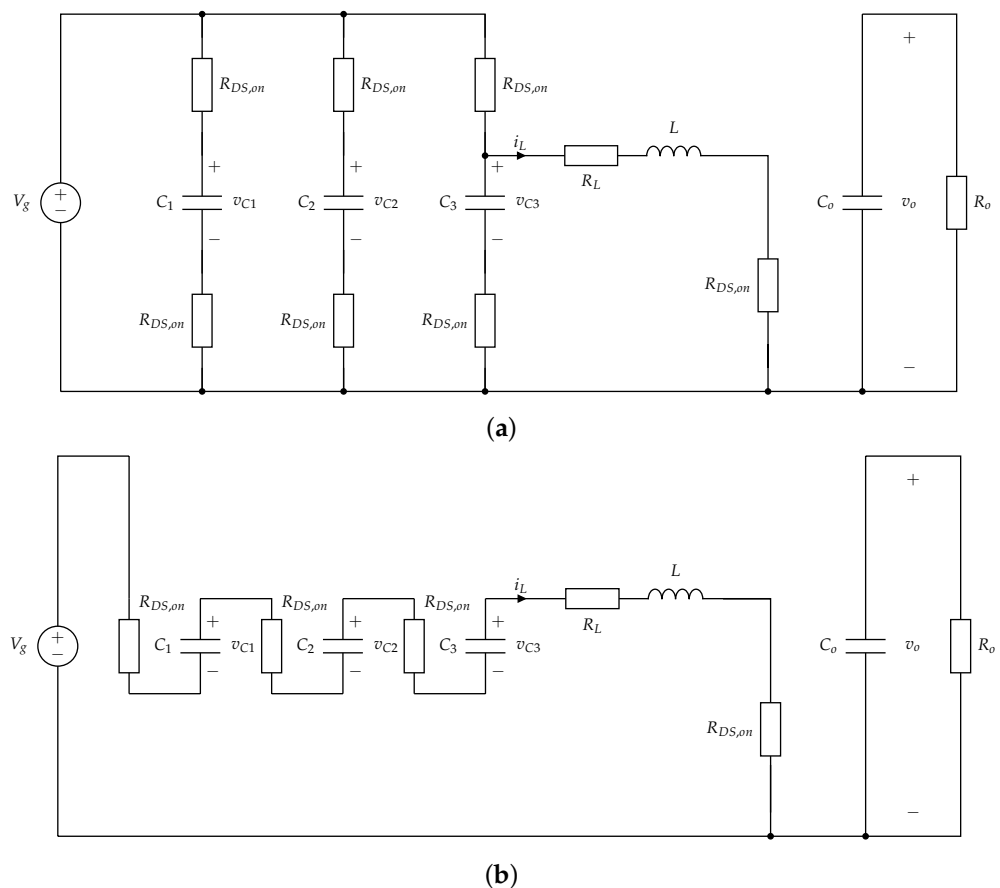 R_{DS,on} R_{DS,on} R_{DS,on}
+ i_L L +
V_g + − C_1 + v_{C1} C_2 + v_{C2} C_3 v_{C3} R_L C_o v_o R_o
− − −
R_{DS,on} R_{DS,on} R_{DS,on} R_{DS,on}
−
(a)
+
i_L L
R_{DS,on} R_{DS,on} R_{DS,on}
V_g + − C_1 + − v_{C1} C_2 + − v_{C2} C_3 + − v_{C3} R_L C_o v_o R_o
R_{DS,on}
−
(b)